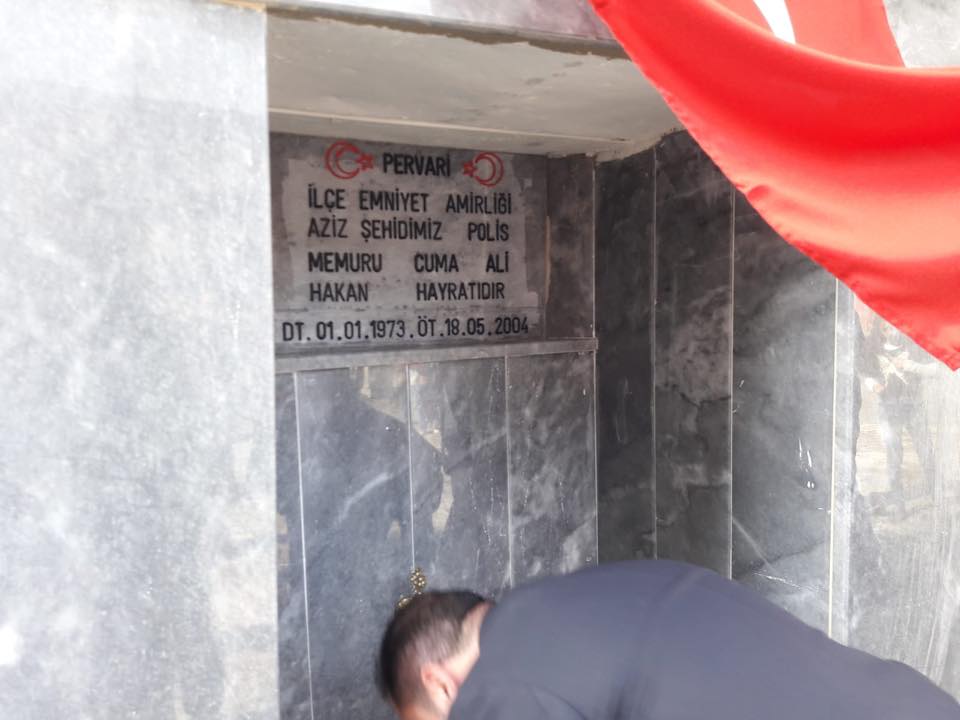 PERVARİ
İLÇE EMNİYET AMİRLİĞİ
AZİZ ŞEHİDİMİZ POLİS
MEMURU CUMA ALİ
HAKAN HAYRATIDIR
DT. 01.01.1973. ÖT. 18.05.2004